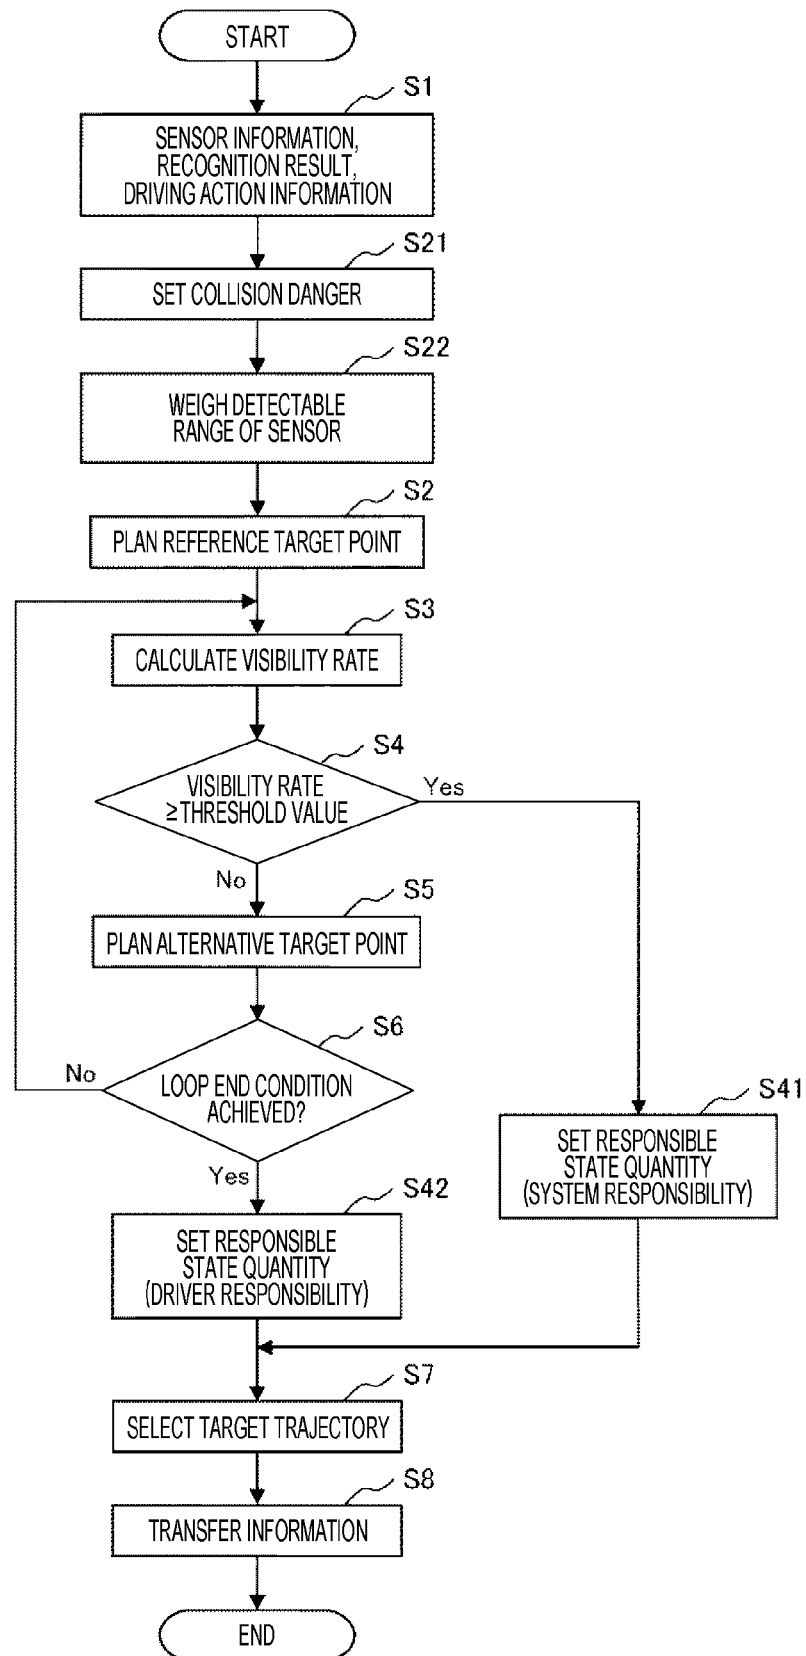 START
S1
SENSOR INFORMATION,
RECOGNITION RESULT,
DRIVING ACTION INFORMATION
S21
SET COLLISION DANGER
S22
WEIGH DETECTABLE
RANGE OF SENSOR
S2
PLAN REFERENCE TARGET POINT
S3
CALCULATE VISIBILITY RATE
S4
VISIBILITY RATE
≥THRESHOLD VALUE
Yes
No
S5
PLAN ALTERNATIVE TARGET POINT
S6
LOOP END CONDITION
ACHIEVED?
No
Yes
S41
SET RESPONSIBLE
STATE QUANTITY
(SYSTEM RESPONSIBILITY)
S42
SET RESPONSIBLE
STATE QUANTITY
(DRIVER RESPONSIBILITY)
S7
SELECT TARGET TRAJECTORY
S8
TRANSFER INFORMATION
END